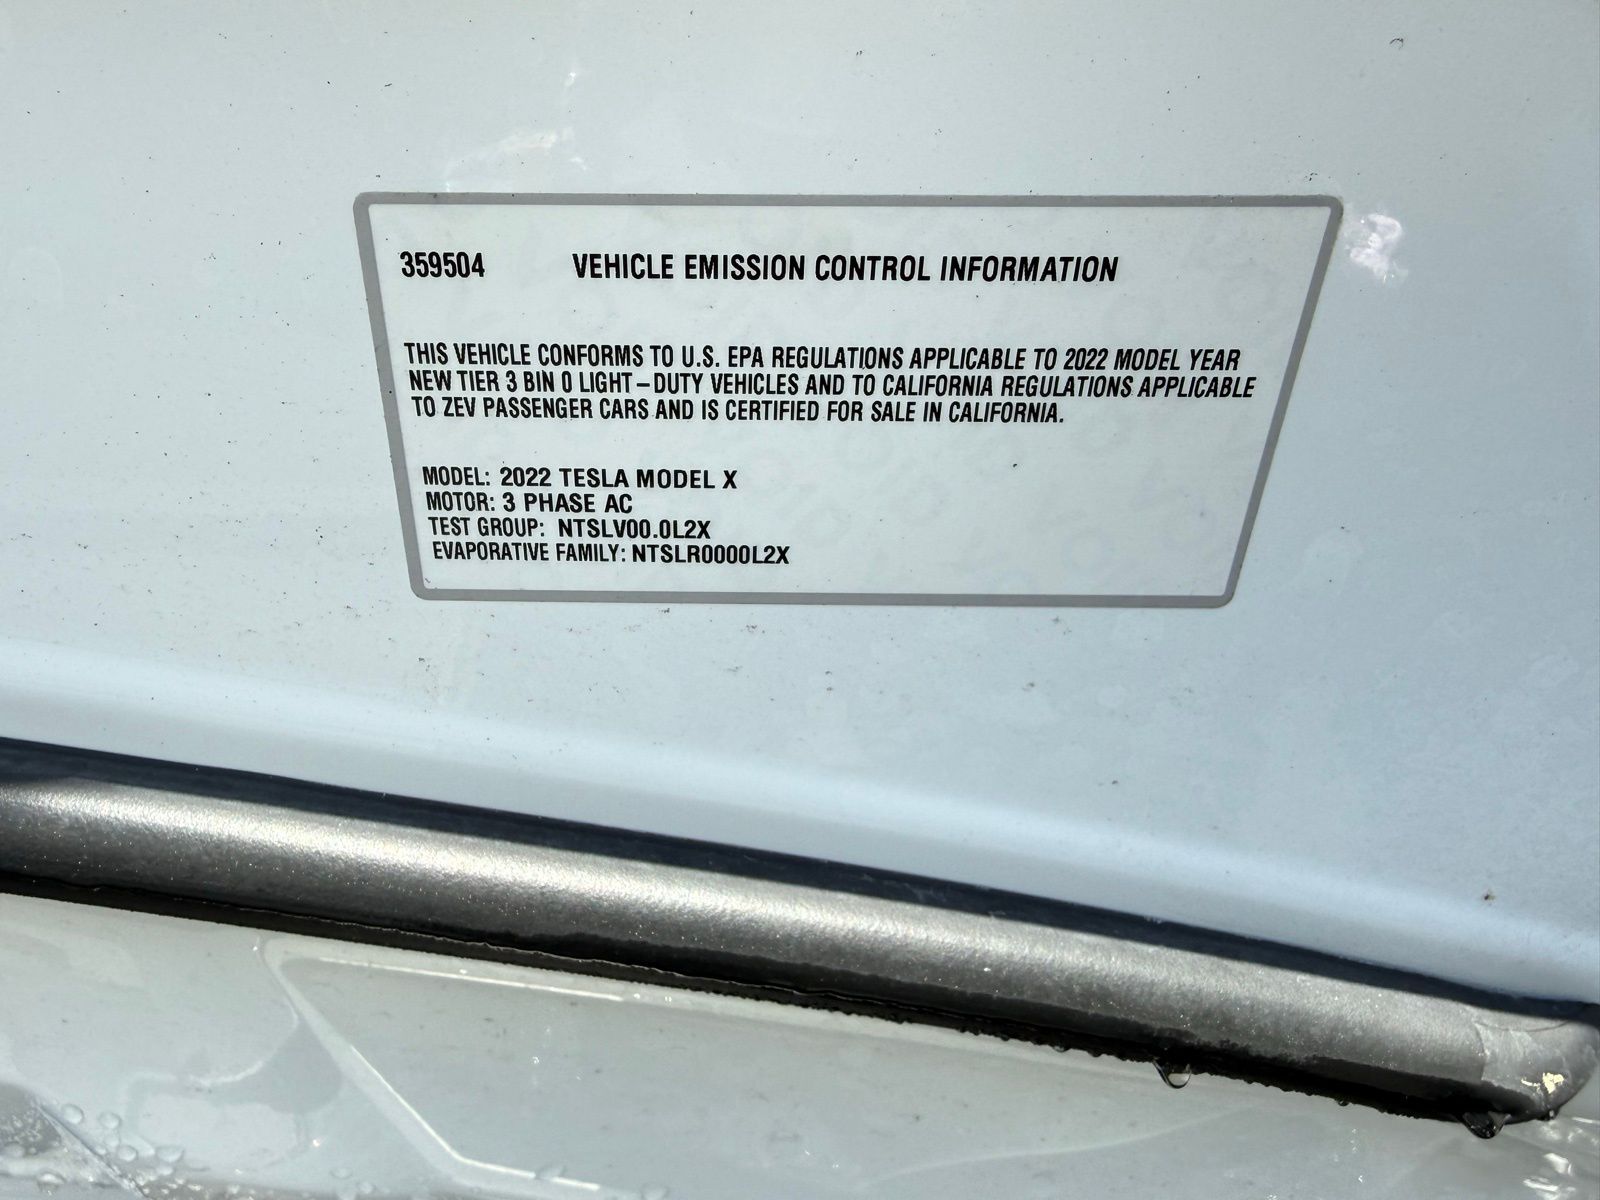 359504 VEHICLE EMISSION CONTROL INFORMATION
THIS VEHICLE CONFORMS TO U.S. EPA REGULATIONS APPLICABLE TO 2022 MODEL YEAR
NEW TIER 3 BIN 0 LIGHT-DUTY VEHICLES AND TO CALIFORNIA REGULATIONS APPLICABLE
TO ZEV PASSENGER CARS AND IS CERTIFIED FOR SALE IN CALIFORNIA.
MODEL: 2022 TESLA MODEL X
MOTOR: 3 PHASE AC
TEST GROUP: NTSLV00.0L2X
EVAPORATIVE FAMILY: NTSLR0000L2X